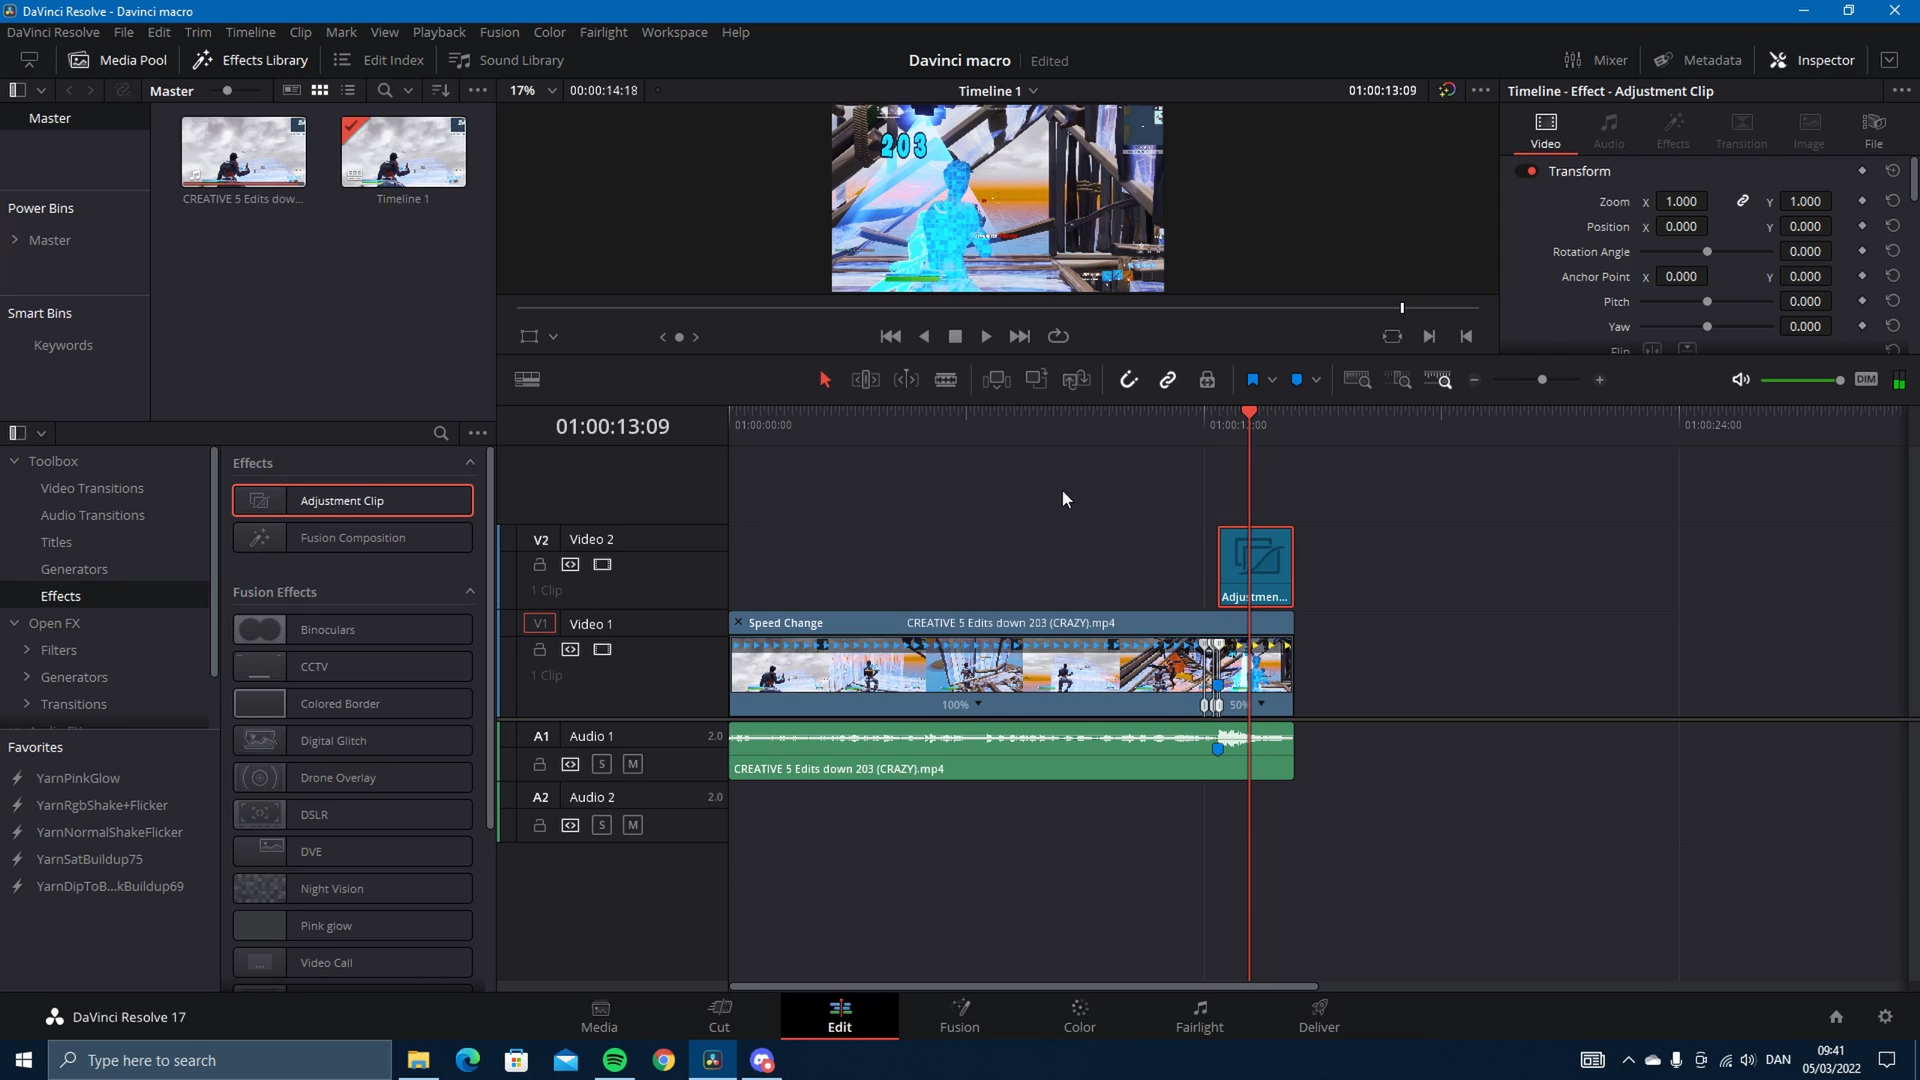 DaVinci Resolve - Davinci macro
DaVinci Resolve File Edit Trim Timeline Clip Mark View Playback Fusion Color Fairlight Workspace Help
Media Pool Effects Library Edit Index Sound Library Davinci macro Edited Mixer Metadata Inspector
Master 17% 00:00:14:18 Timeline 1 01:00:13:09 Timeline - Effect - Adjustment Clip
Master
CREATIVE 5 Edits dow... Timeline 1
Power Bins
Master
Smart Bins
Keywords
203
Video Audio Effects Transition Image File
Transform
Zoom X 1.000 Y 1.000
Position X 0.000 Y 0.000
Rotation Angle 0.000
Anchor Point X 0.000 Y 0.000
Pitch 0.000
Yaw 0.000
Flip
DIM
01:00:13:09 01:00:00:00 01:00:12:00 01:00:24:00
Toolbox
Video Transitions
Audio Transitions
Titles
Generators
Effects
Open FX
Filters
Generators
Transitions
Favorites
YarnPinkGlow
YarnRgbShake+Flicker
YarnNormalShakeFlicker
YarnSatBuildup75
YarnDipToB...kBuildup69
Effects
Adjustment Clip
Fusion Composition
Fusion Effects
Binoculars
CCTV
Colored Border
Digital Glitch
Drone Overlay
DSLR
DVE
Night Vision
Pink glow
Video Call
V2 Video 2
1 Clip
Adjustmen...
V1 Video 1
1 Clip
Speed Change CREATIVE 5 Edits down 203 (CRAZY).mp4
100% 50%
A1 Audio 1 2.0
S M
CREATIVE 5 Edits down 203 (CRAZY).mp4
A2 Audio 2 2.0
S M
DaVinci Resolve 17
Media Cut Edit Fusion Color Fairlight Deliver
Type here to search
DAN
09:41
05/03/2022